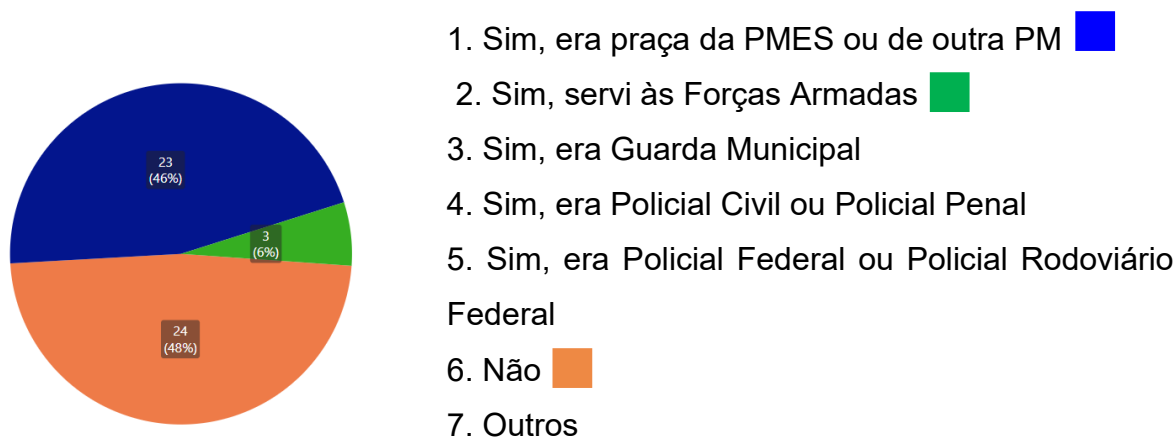 23
(46%)
3
(6%)
24
(48%)
1. Sim, era praça da PMES ou de outra PM
2. Sim, servi às Forças Armadas
3. Sim, era Guarda Municipal
4. Sim, era Policial Civil ou Policial Penal
5. Sim, era Policial Federal ou Policial Rodoviário
Federal
6. Não
7. Outros